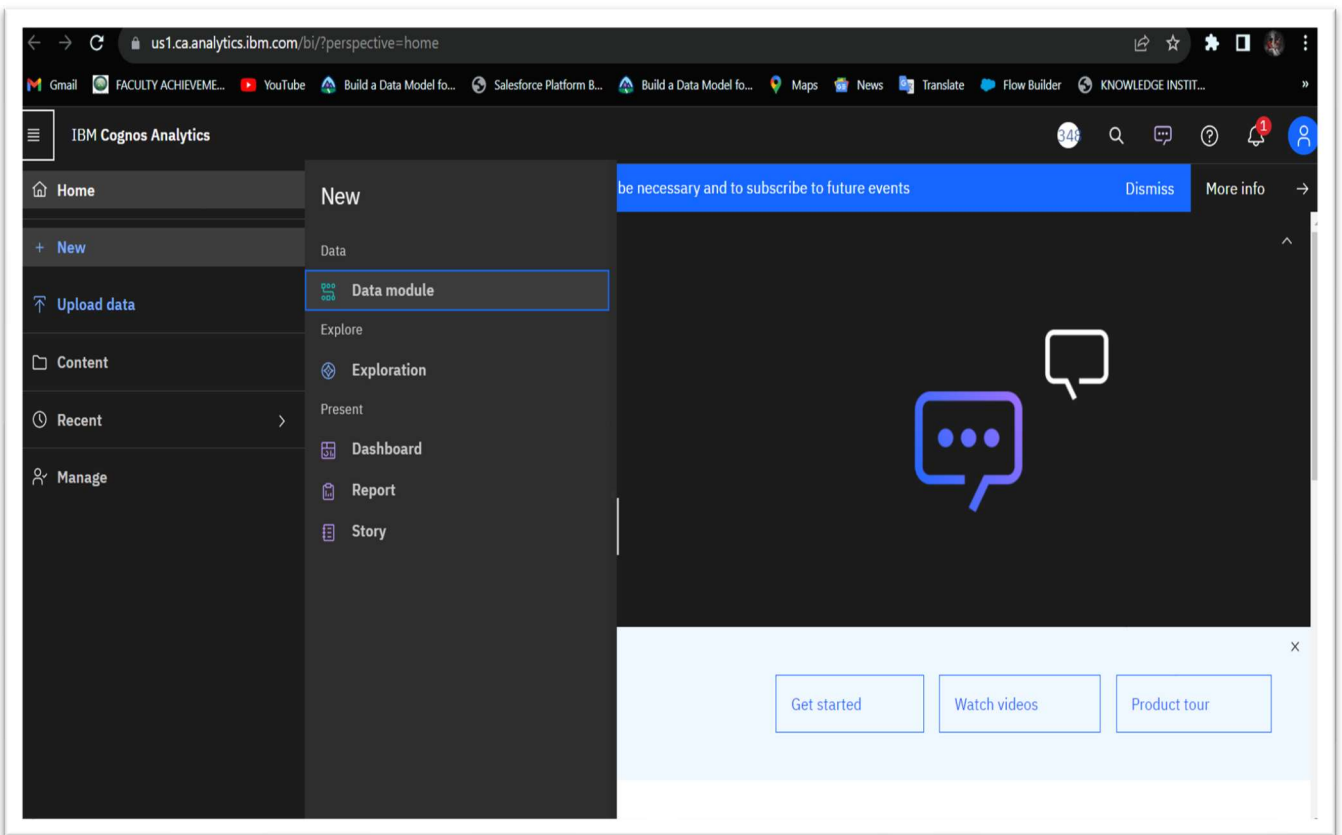 us1.ca.analytics.ibm.com/bi/?perspective=home
Gmail FACULTY ACHIEVEME... YouTube Build a Data Model fo... Salesforce Platform B... Build a Data Model fo... Maps News Translate Flow Builder KNOWLEDGE INSTIT... »
IBM Cognos Analytics 348 1
Home
New
be necessary and to subscribe to future events Dismiss More info
New
Data
Data module
Upload data
Explore
Content
Exploration
Present
Recent
Dashboard
Manage
Report
Story
Get started Watch videos Product tour